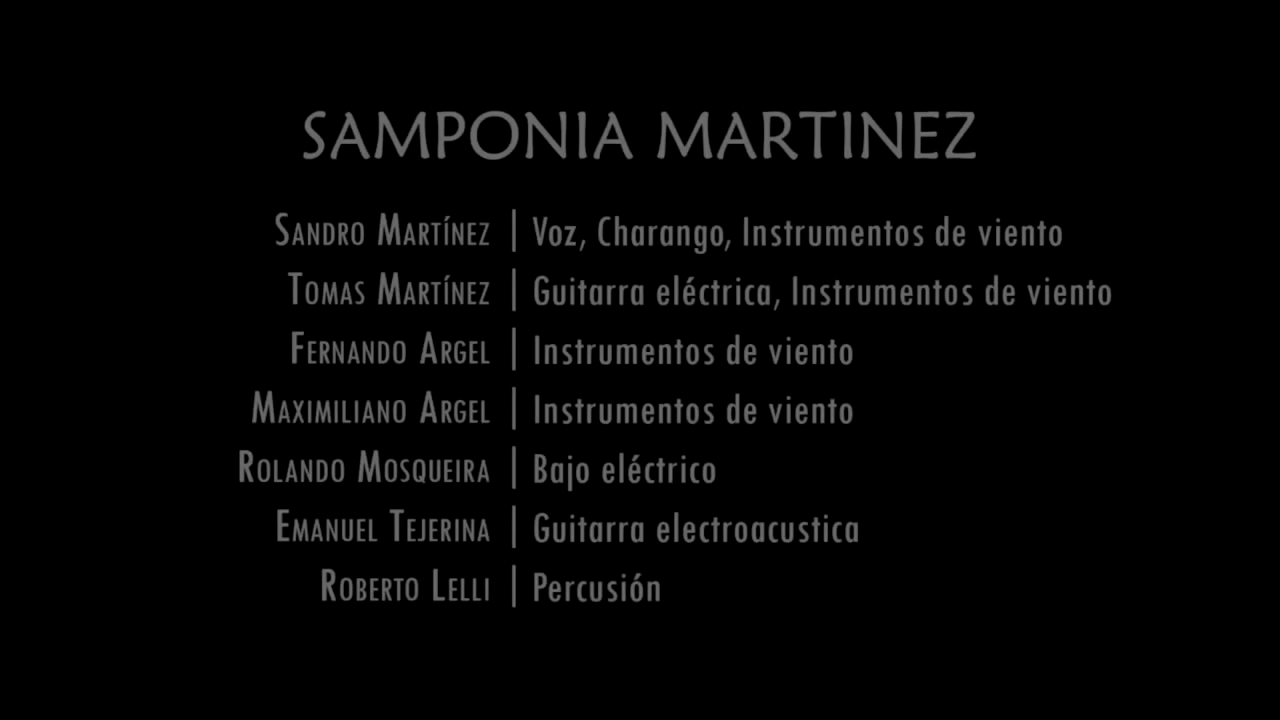 SAMPONIA MARTINEZ
SANDRO MARTÍNEZ | Voz, Charango, Instrumentos de viento
TOMAS MARTÍNEZ | Guitarra eléctrica, Instrumentos de viento
FERNANDO ARGEL | Instrumentos de viento
MAXIMILIANO ARGEL | Instrumentos de viento
ROLANDO MOSQUEIRA | Bajo eléctrico
EMANUEL TEJERINA | Guitarra electroacustica
ROBERTO LELLI | Percusión